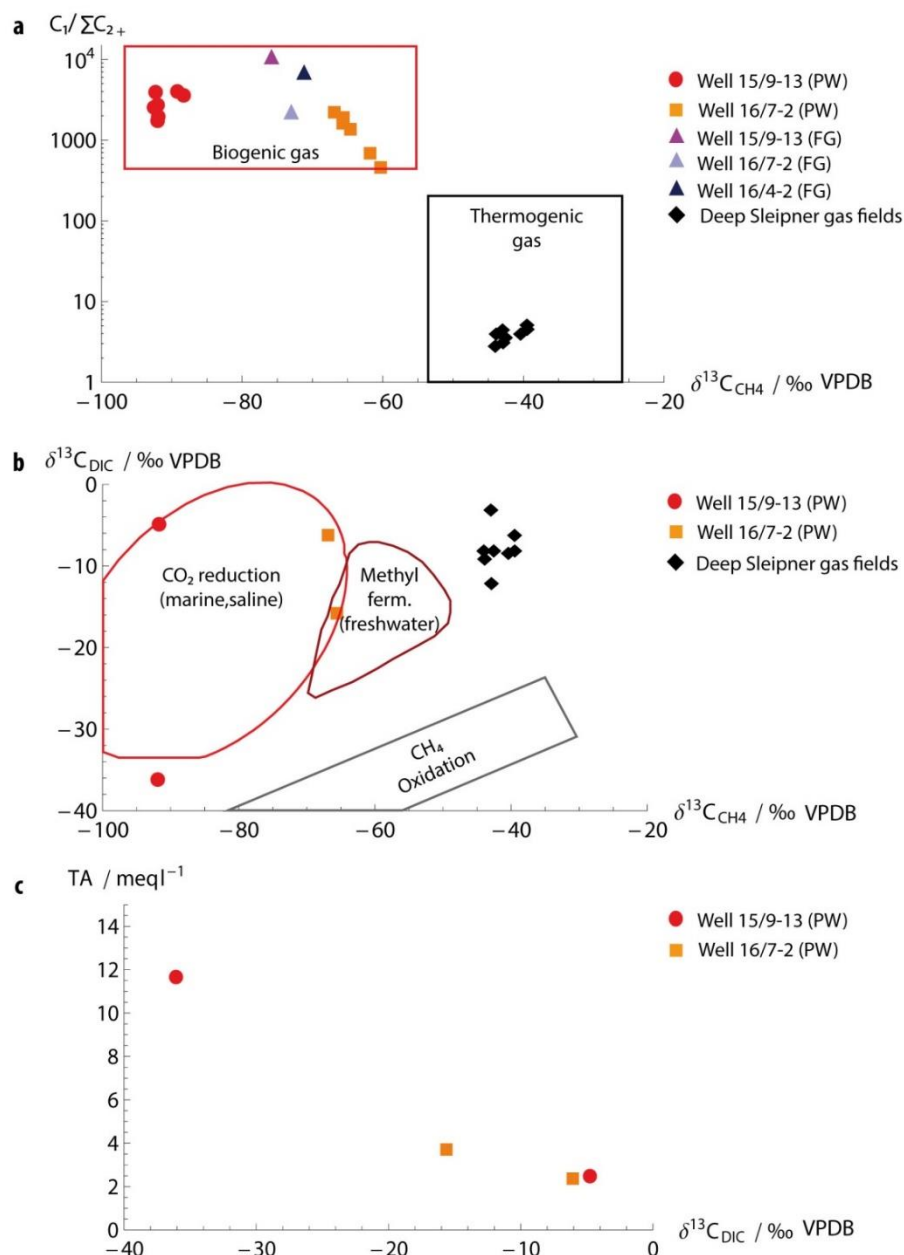 a
C₁/ ΣC₂₊
10⁴
1000
100
10
1
−100
−80
−60
−40
−20
Biogenic gas
Thermogenic
gas
δ¹³C_CH4 / ‰ VPDB
Well 15/9-13 (PW)
Well 16/7-2 (PW)
Well 15/9-13 (FG)
Well 16/7-2 (FG)
Well 16/4-2 (FG)
Deep Sleipner gas fields
b
δ¹³C_DIC / ‰ VPDB
0
−10
−20
−30
−40
−100
−80
−60
−40
−20
CO₂ reduction
(marine,saline)
Methyl
ferm.
(freshwater)
CH₄
Oxidation
δ¹³C_CH4 / ‰ VPDB
Well 15/9-13 (PW)
Well 16/7-2 (PW)
Deep Sleipner gas fields
c
TA / meql⁻¹
14
12
10
8
6
4
2
0
−40
−30
−20
−10
0
δ¹³C_DIC / ‰ VPDB
Well 15/9-13 (PW)
Well 16/7-2 (PW)